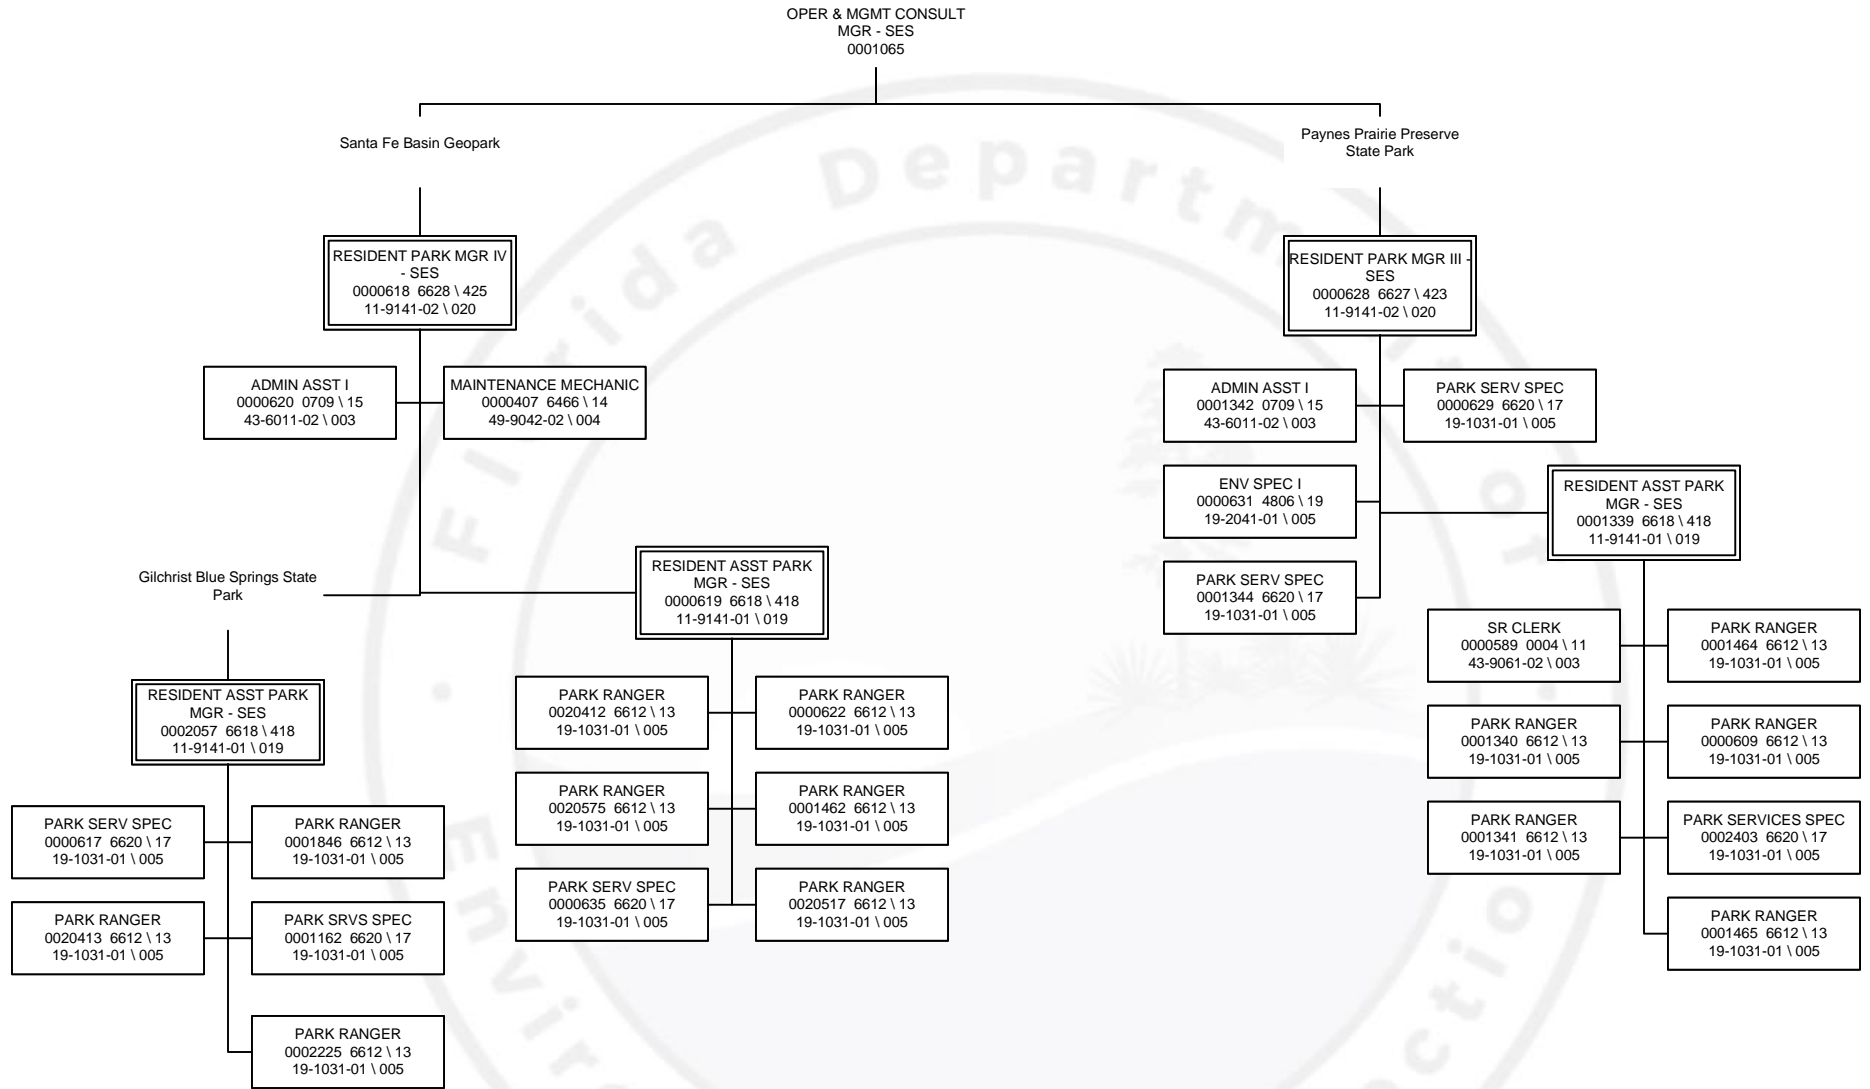 OPER & MGMT CONSULT
MGR - SES
0001065
Santa Fe Basin Geopark
Paynes Prairie Preserve
State Park
RESIDENT PARK MGR IV
- SES
0000618 6628 \ 425
11-9141-02 \ 020
RESIDENT PARK MGR III -
SES
0000628 6627 \ 423
11-9141-02 \ 020
ADMIN ASST I
0000620 0709 \ 15
43-6011-02 \ 003
MAINTENANCE MECHANIC
0000407 6466 \ 14
49-9042-02 \ 004
ADMIN ASST I
0001342 0709 \ 15
43-6011-02 \ 003
PARK SERV SPEC
0000629 6620 \ 17
19-1031-01 \ 005
ENV SPEC I
0000631 4806 \ 19
19-2041-01 \ 005
RESIDENT ASST PARK
MGR - SES
0001339 6618 \ 418
11-9141-01 \ 019
PARK SERV SPEC
0001344 6620 \ 17
19-1031-01 \ 005
Gilchrist Blue Springs State
Park
RESIDENT ASST PARK
MGR - SES
0000619 6618 \ 418
11-9141-01 \ 019
RESIDENT ASST PARK
MGR - SES
0002057 6618 \ 418
11-9141-01 \ 019
PARK SERV SPEC
0000617 6620 \ 17
19-1031-01 \ 005
PARK RANGER
0001846 6612 \ 13
19-1031-01 \ 005
PARK RANGER
0020413 6612 \ 13
19-1031-01 \ 005
PARK SRVS SPEC
0001162 6620 \ 17
19-1031-01 \ 005
PARK RANGER
0002225 6612 \ 13
19-1031-01 \ 005
PARK RANGER
0020412 6612 \ 13
19-1031-01 \ 005
PARK RANGER
0000622 6612 \ 13
19-1031-01 \ 005
PARK RANGER
0020575 6612 \ 13
19-1031-01 \ 005
PARK RANGER
0001462 6612 \ 13
19-1031-01 \ 005
PARK SERV SPEC
0000635 6620 \ 17
19-1031-01 \ 005
PARK RANGER
0020517 6612 \ 13
19-1031-01 \ 005
SR CLERK
0000589 0004 \ 11
43-9061-02 \ 003
PARK RANGER
0001464 6612 \ 13
19-1031-01 \ 005
PARK RANGER
0001340 6612 \ 13
19-1031-01 \ 005
PARK RANGER
0000609 6612 \ 13
19-1031-01 \ 005
PARK RANGER
0001341 6612 \ 13
19-1031-01 \ 005
PARK SERVICES SPEC
0002403 6620 \ 17
19-1031-01 \ 005
PARK RANGER
0001465 6612 \ 13
19-1031-01 \ 005
Florida Department of